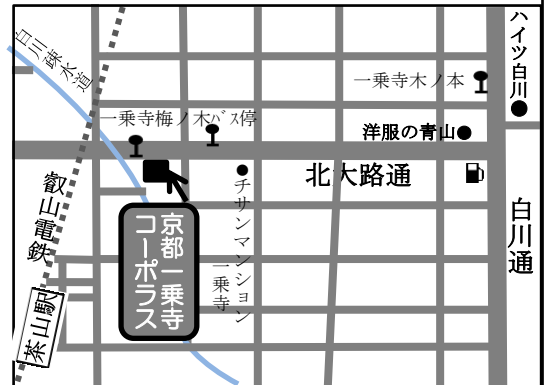 白川疎水道
ハイツ白川●
一乗寺木ノ本
一乗寺梅ノ木バス停
洋服の青山●
北大路通
叡山電鉄
●チサンマンション
一乗寺
白川通
京都一乗寺
コーポラス
茶山駅